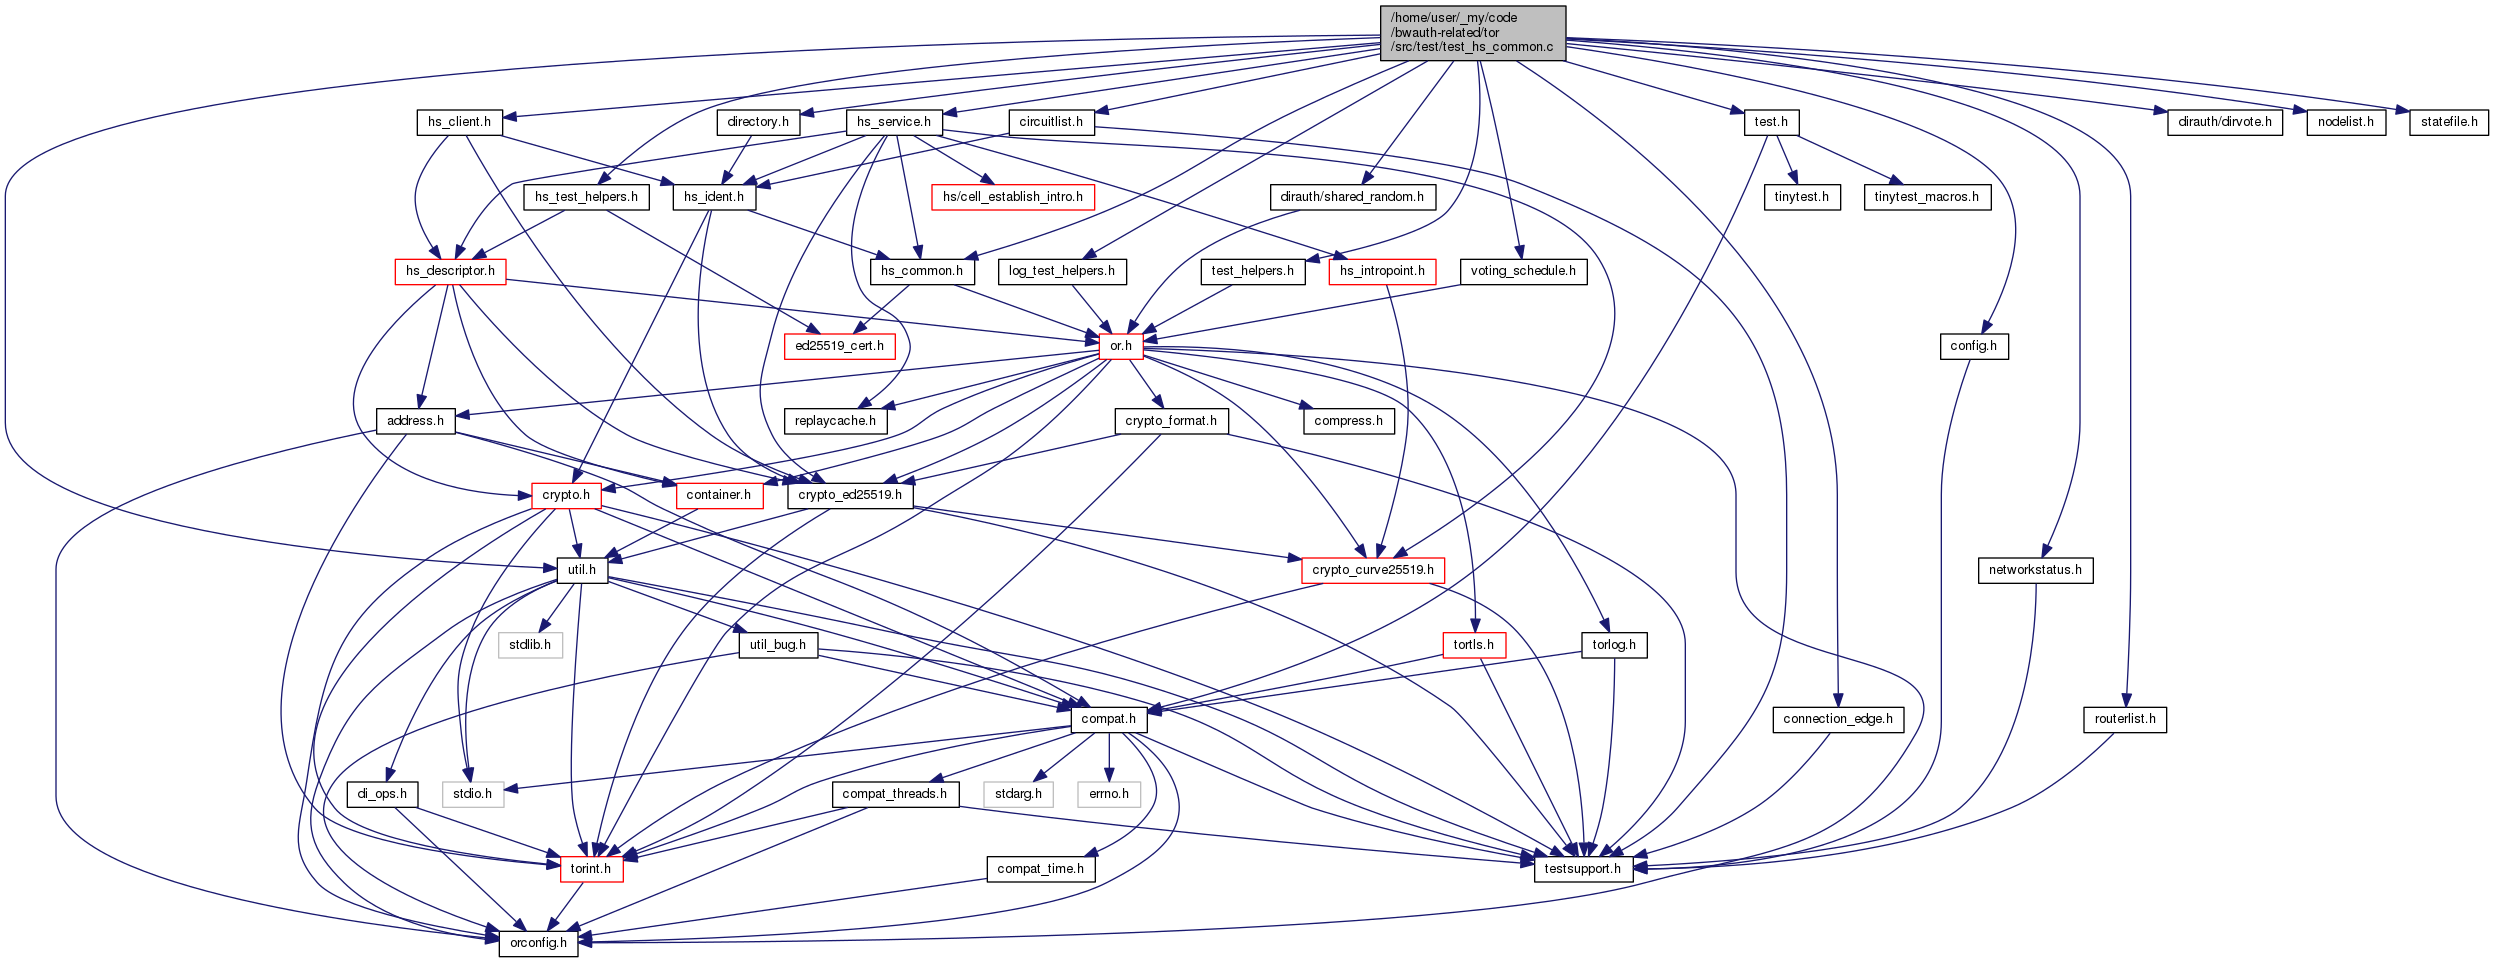 /home/user/_my/code
/bwauth-related/tor
/src/test/test_hs_common.c
hs_client.h
directory.h
hs_service.h
circuitlist.h
test.h
dirauth/dirvote.h
nodelist.h
statefile.h
hs_test_helpers.h
hs_ident.h
hs/cell_establish_intro.h
dirauth/shared_random.h
tinytest.h
tinytest_macros.h
hs_descriptor.h
hs_common.h
log_test_helpers.h
test_helpers.h
hs_intropoint.h
voting_schedule.h
ed25519_cert.h
or.h
config.h
address.h
replaycache.h
crypto_format.h
compress.h
crypto.h
container.h
crypto_ed25519.h
util.h
crypto_curve25519.h
networkstatus.h
stdlib.h
util_bug.h
tortls.h
torlog.h
compat.h
connection_edge.h
routerlist.h
di_ops.h
stdio.h
compat_threads.h
stdarg.h
errno.h
torint.h
compat_time.h
testsupport.h
orconfig.h